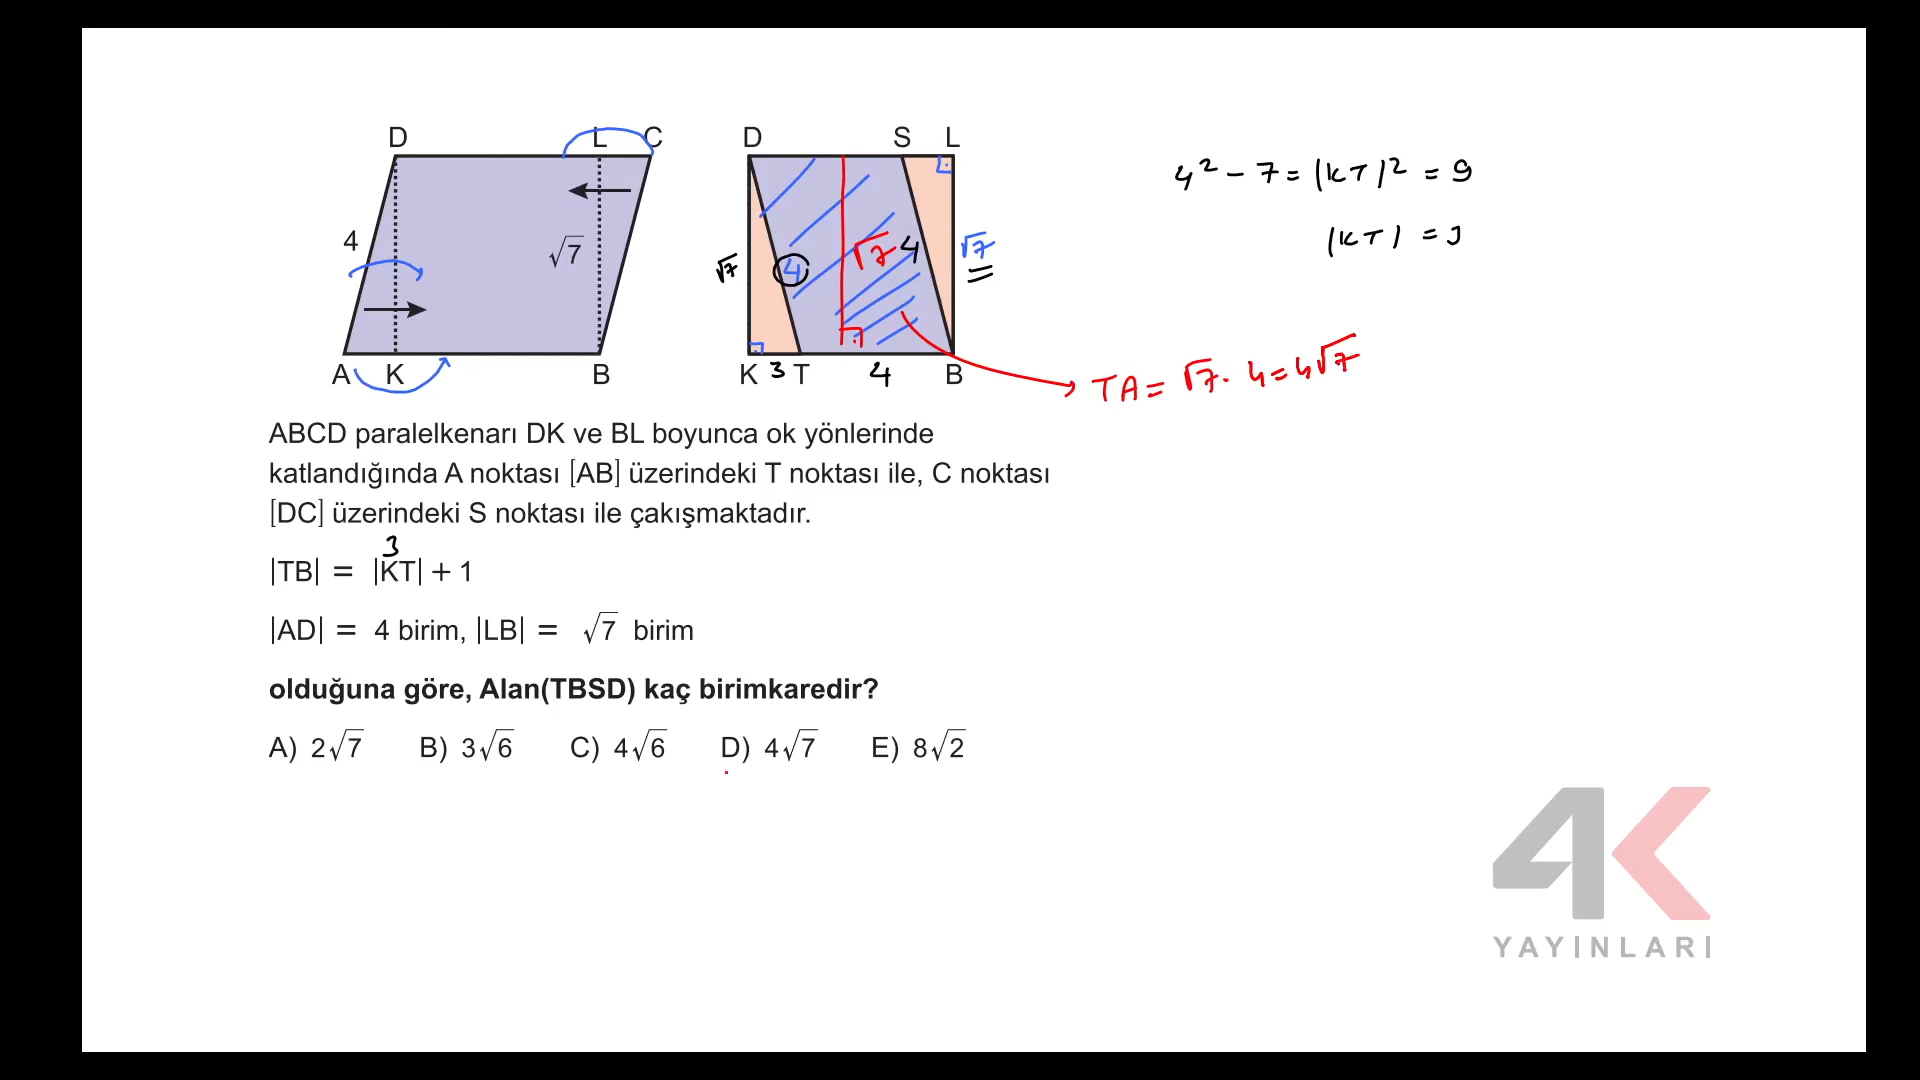 D L C
4 √7
A K B
D S L
√7 4 √7 4 √7
K 3 T 4 B
4² - 7 = |KT|² = 9
|KT| = 3
TA = √7 . 4 = 4√7
ABCD paralelkenarı DK ve BL boyunca ok yönlerinde
katlandığında A noktası [AB] üzerindeki T noktası ile, C noktası
[DC] üzerindeki S noktası ile çakışmaktadır.
3
|TB| = |KT| + 1
|AD| = 4 birim, |LB| = √7 birim
olduğuna göre, Alan(TBSD) kaç birimkaredir?
A) 2√7 B) 3√6 C) 4√6 D) 4√7 E) 8√2
4K
YAYINLARI